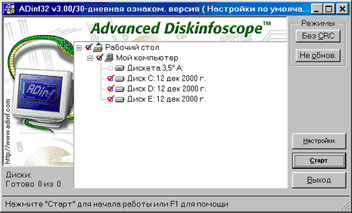 ADinf32 v3.00/30-дневная ознаком. версия ( Настройки по умолча...
Advanced Diskinfoscope™
Режимы
Без CRC
Не обнов.
Рабочий стол
Мой компьютер
Дискета 3,5" A:
Диск C: 12 дек 2000 г.
Диск D: 12 дек 2000 г.
Диск E: 12 дек 2000 г.
ADinf
http://www.adinf.com
Настройки
Старт
Выход
Диски:
Готово 0 из 0
Нажмите "Старт" для начала работы или F1 для помощи